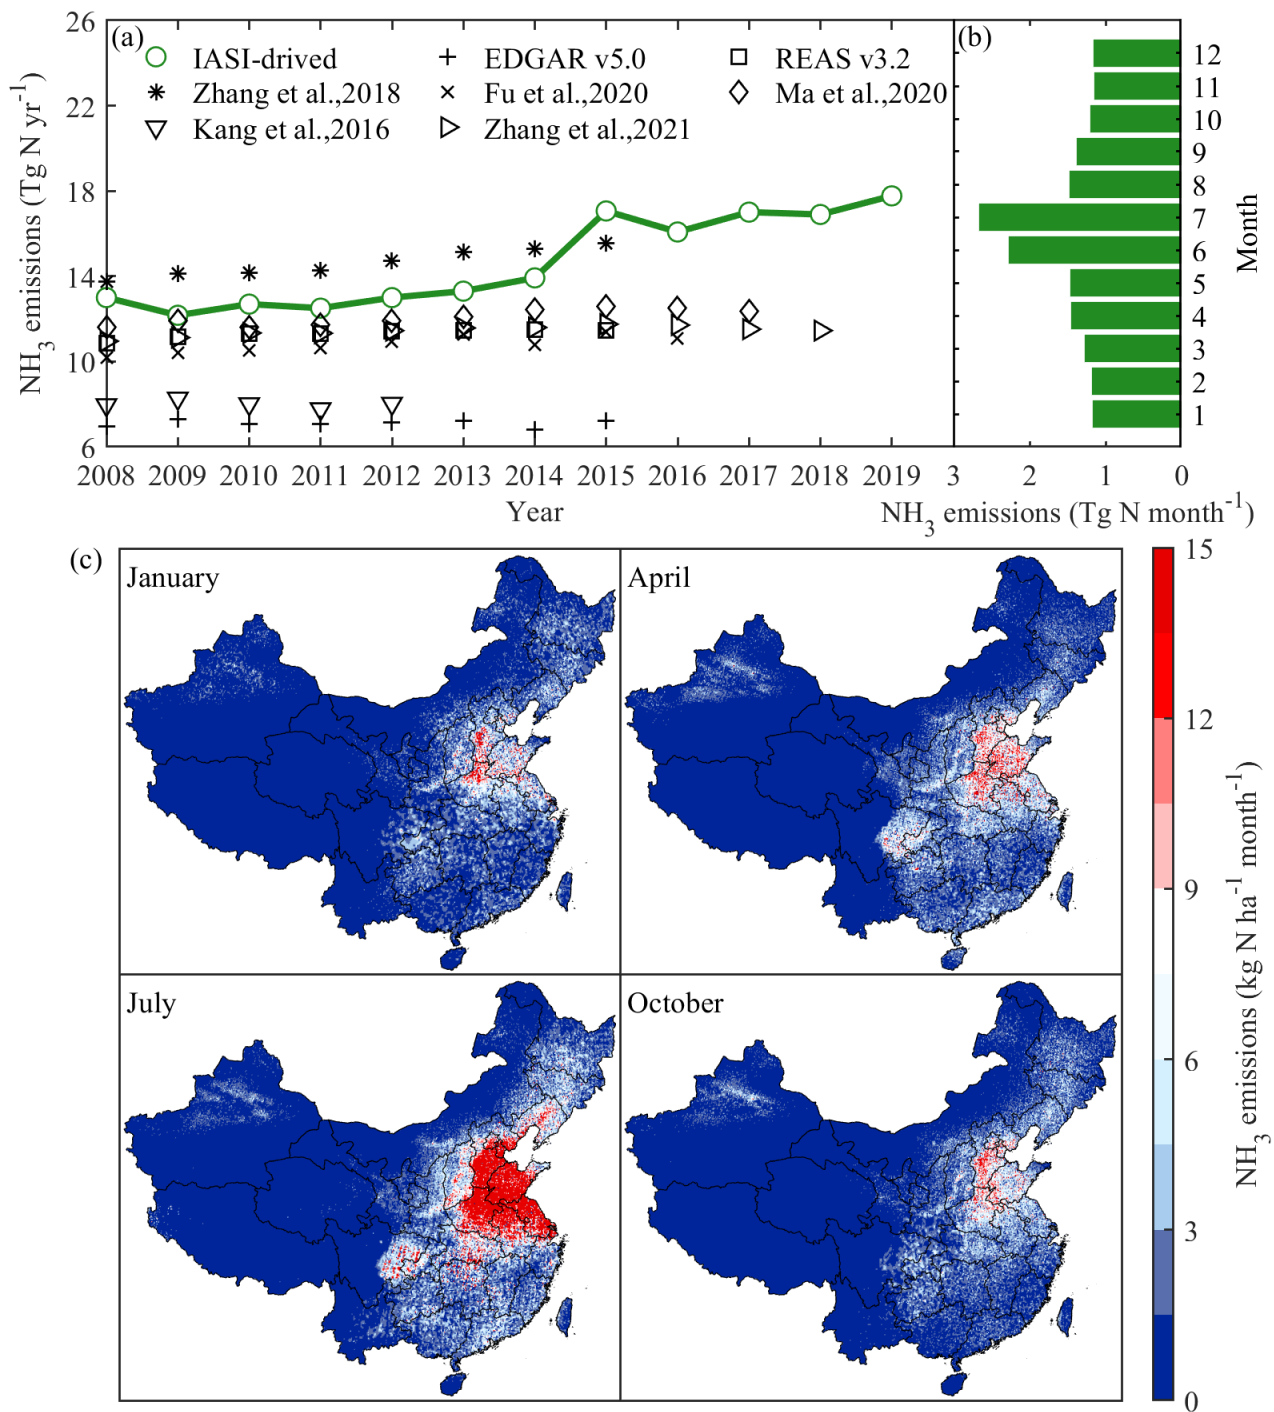 (a)
IASI-drived
EDGAR v5.0
REAS v3.2
Zhang et al.,2018
Fu et al.,2020
Ma et al.,2020
Kang et al.,2016
Zhang et al.,2021
26
22
18
14
10
6
NH3 emissions (Tg N yr-1)
2008 2009 2010 2011 2012 2013 2014 2015 2016 2017 2018 2019
Year
(b)
12
11
10
9
8
7
6
5
4
3
2
1
Month
3 2 1 0
NH3 emissions (Tg N month-1)
(c)
January
April
July
October
15
12
9
6
3
0
NH3 emissions (kg N ha-1 month-1)